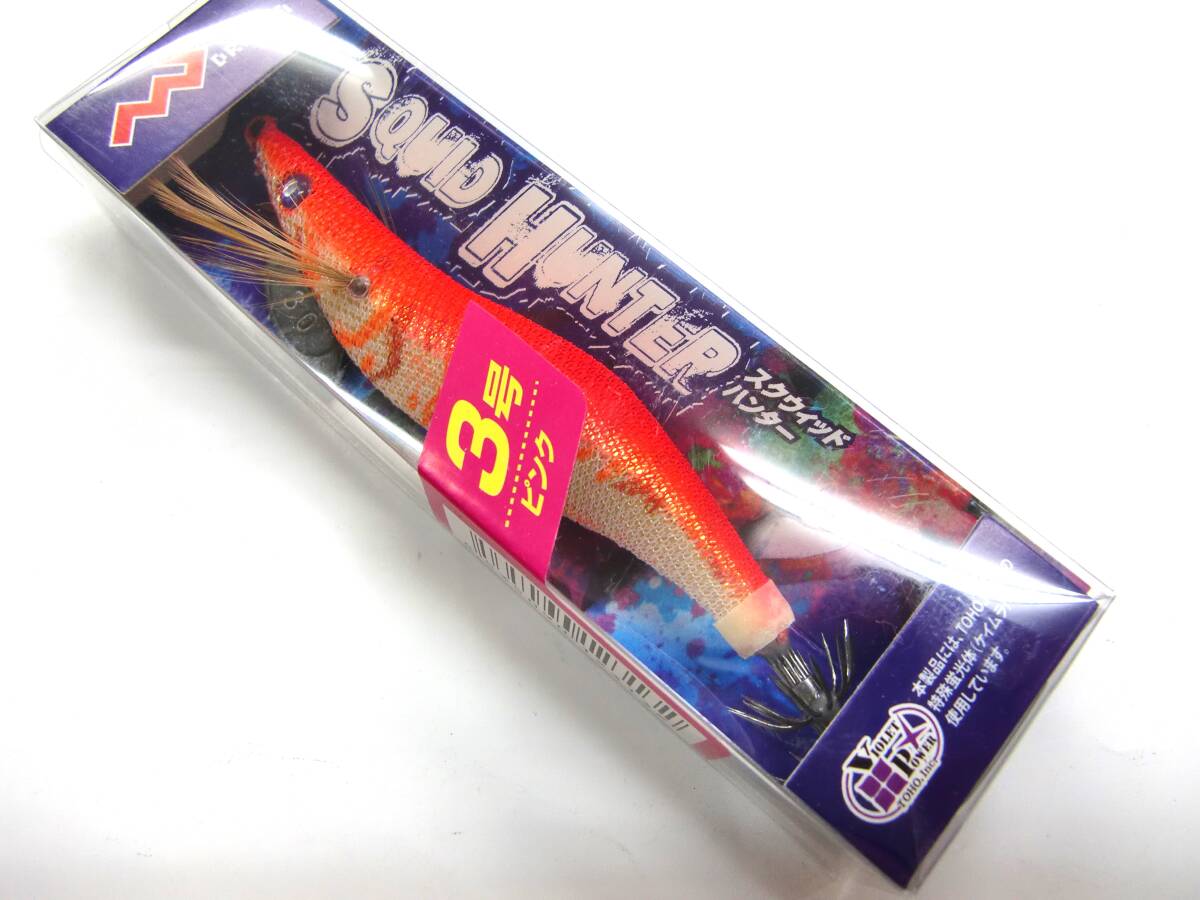 SQUID HUNTER
スクウィッド
ハンター
3.0
3号
ピンク
本製品には、TOHO
特殊蛍光体(ケイムラ
使用しています。
VIOLET
POWER
TOHO.Inc.